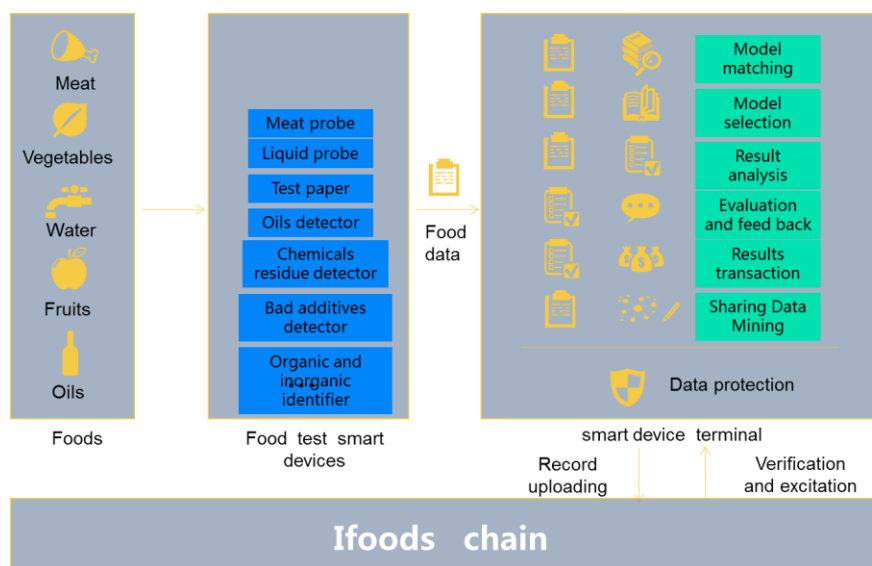 Meat
Vegetables
Water
Fruits
Oils
Foods
Meat probe
Liquid probe
Test paper
Oils detector
Chemicals
residue detector
Bad additives
detector
Organic and
inorganic
identifier
...
Food test smart
devices
Food
data
Model
matching
Model
selection
Result
analysis
Evaluation
and feed back
Results
transaction
Sharing Data
Mining
Data protection
smart device terminal
Record
uploading
Verification
and excitation
Ifoods chain